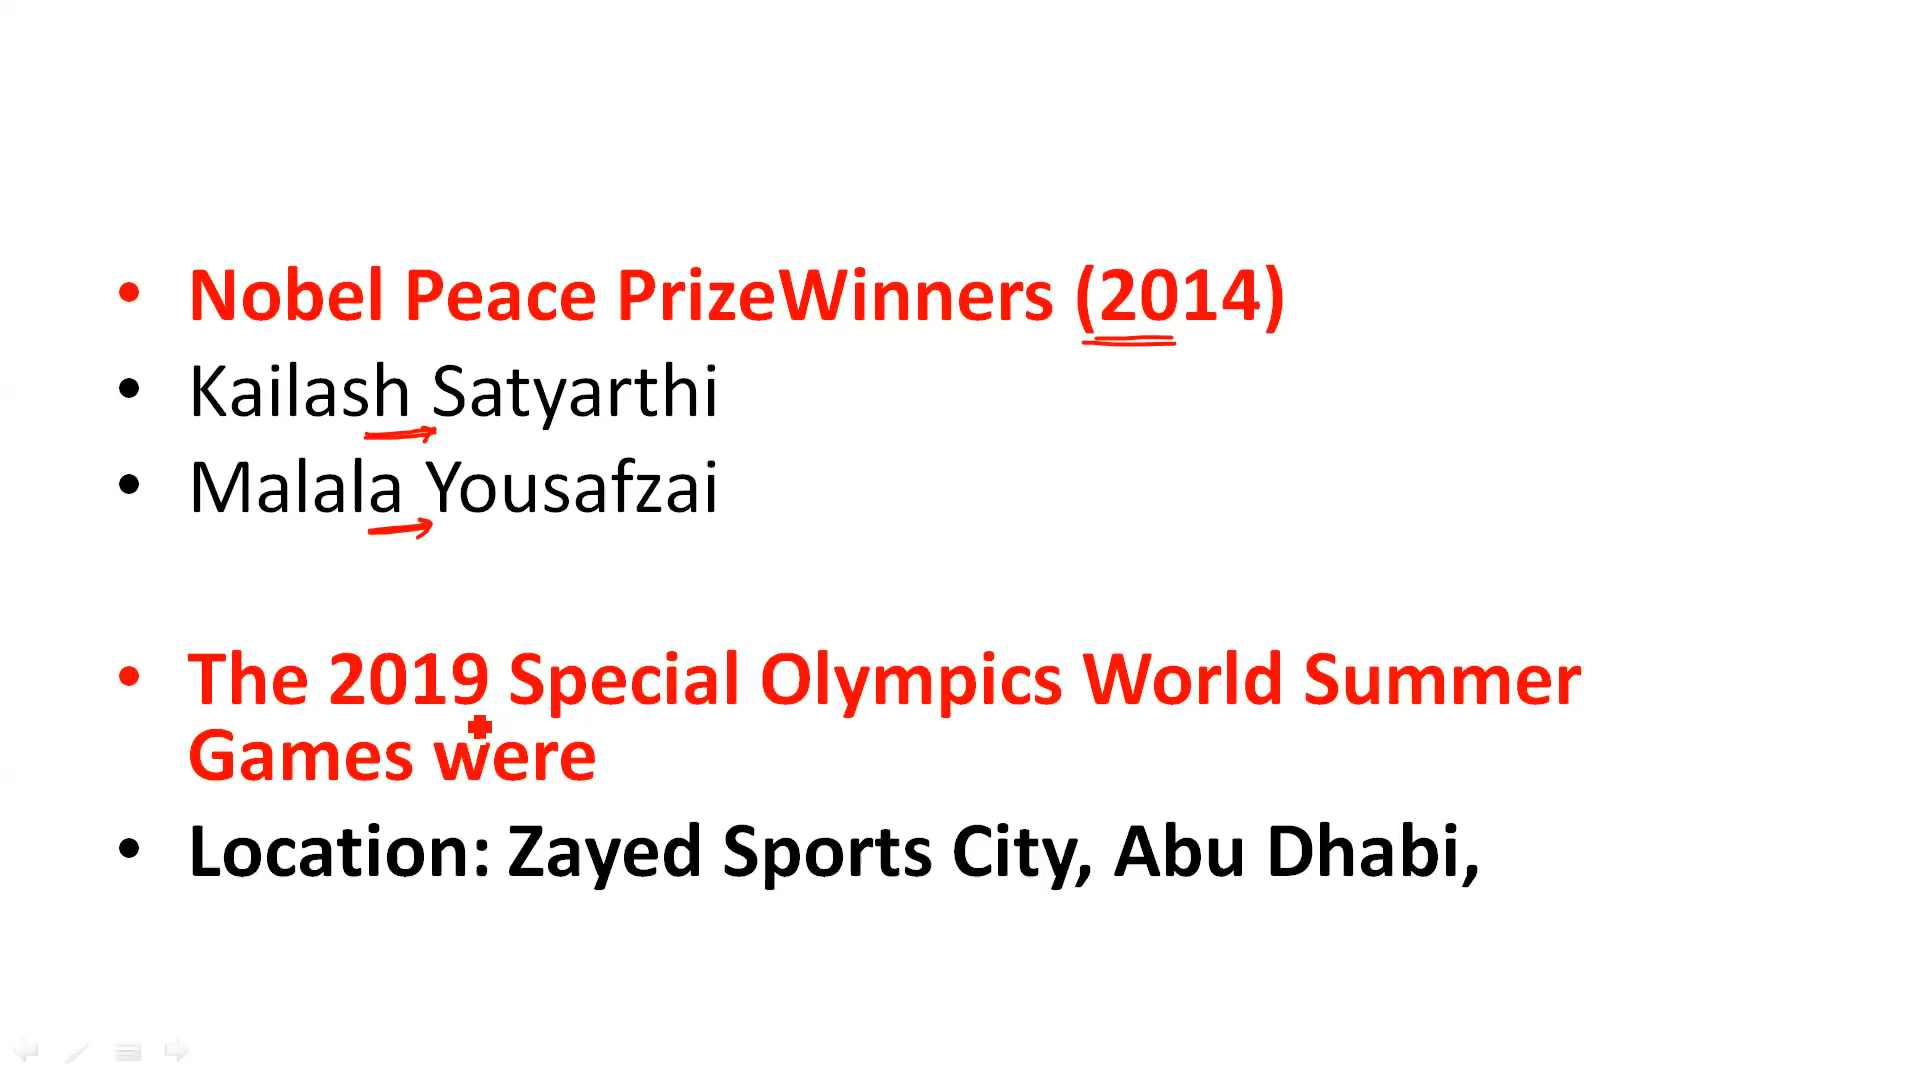 • Nobel Peace PrizeWinners (2014)
• Kailash Satyarthi
• Malala Yousafzai
• The 2019 Special Olympics World Summer
Games were
• Location: Zayed Sports City, Abu Dhabi,